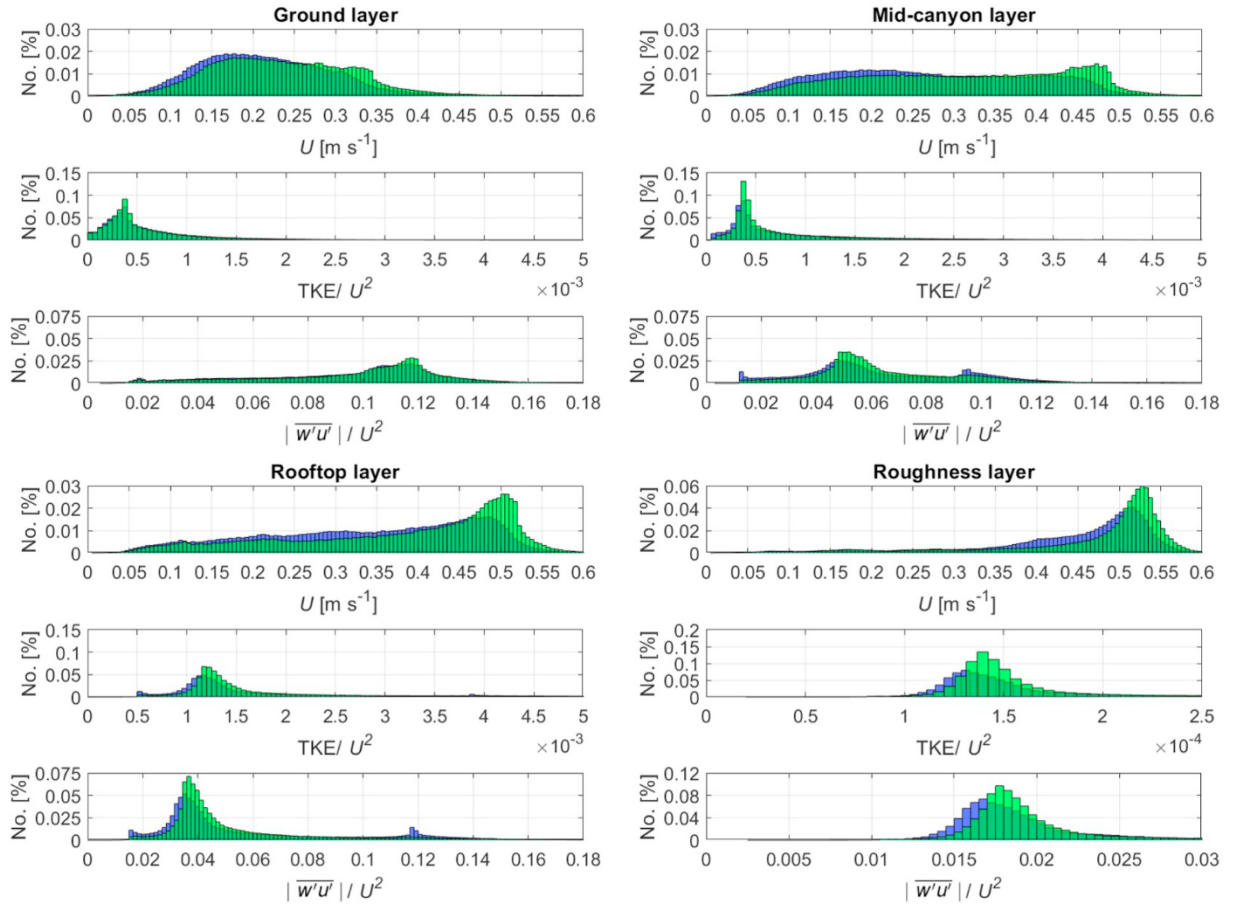 Ground layer
No. [%]
0.03
0.02
0.01
0
0 0.05 0.1 0.15 0.2 0.25 0.3 0.35 0.4 0.45 0.5 0.55 0.6
U [m s⁻¹]
No. [%]
0.15
0.1
0.05
0
0 0.5 1 1.5 2 2.5 3 3.5 4 4.5 5
TKE/ U² ×10⁻³
No. [%]
0.075
0.05
0.025
0
0 0.02 0.04 0.06 0.08 0.1 0.12 0.14 0.16 0.18
| w'u' | / U²
Mid-canyon layer
No. [%]
0.03
0.02
0.01
0
0 0.05 0.1 0.15 0.2 0.25 0.3 0.35 0.4 0.45 0.5 0.55 0.6
U [m s⁻¹]
No. [%]
0.15
0.1
0.05
0
0 0.5 1 1.5 2 2.5 3 3.5 4 4.5 5
TKE/ U² ×10⁻³
No. [%]
0.075
0.05
0.025
0
0 0.02 0.04 0.06 0.08 0.1 0.12 0.14 0.16 0.18
| w'u' | / U²
Rooftop layer
No. [%]
0.03
0.02
0.01
0
0 0.05 0.1 0.15 0.2 0.25 0.3 0.35 0.4 0.45 0.5 0.55 0.6
U [m s⁻¹]
No. [%]
0.15
0.1
0.05
0
0 0.5 1 1.5 2 2.5 3 3.5 4 4.5 5
TKE/ U² ×10⁻³
No. [%]
0.075
0.05
0.025
0
0 0.02 0.04 0.06 0.08 0.1 0.12 0.14 0.16 0.18
| w'u' | / U²
Roughness layer
No. [%]
0.06
0.04
0.02
0
0 0.05 0.1 0.15 0.2 0.25 0.3 0.35 0.4 0.45 0.5 0.55 0.6
U [m s⁻¹]
No. [%]
0.2
0.15
0.1
0.05
0
0 0.5 1 1.5 2 2.5
TKE/ U² ×10⁻⁴
No. [%]
0.12
0.08
0.04
0
0 0.005 0.01 0.015 0.02 0.025 0.03
| w'u' | / U²